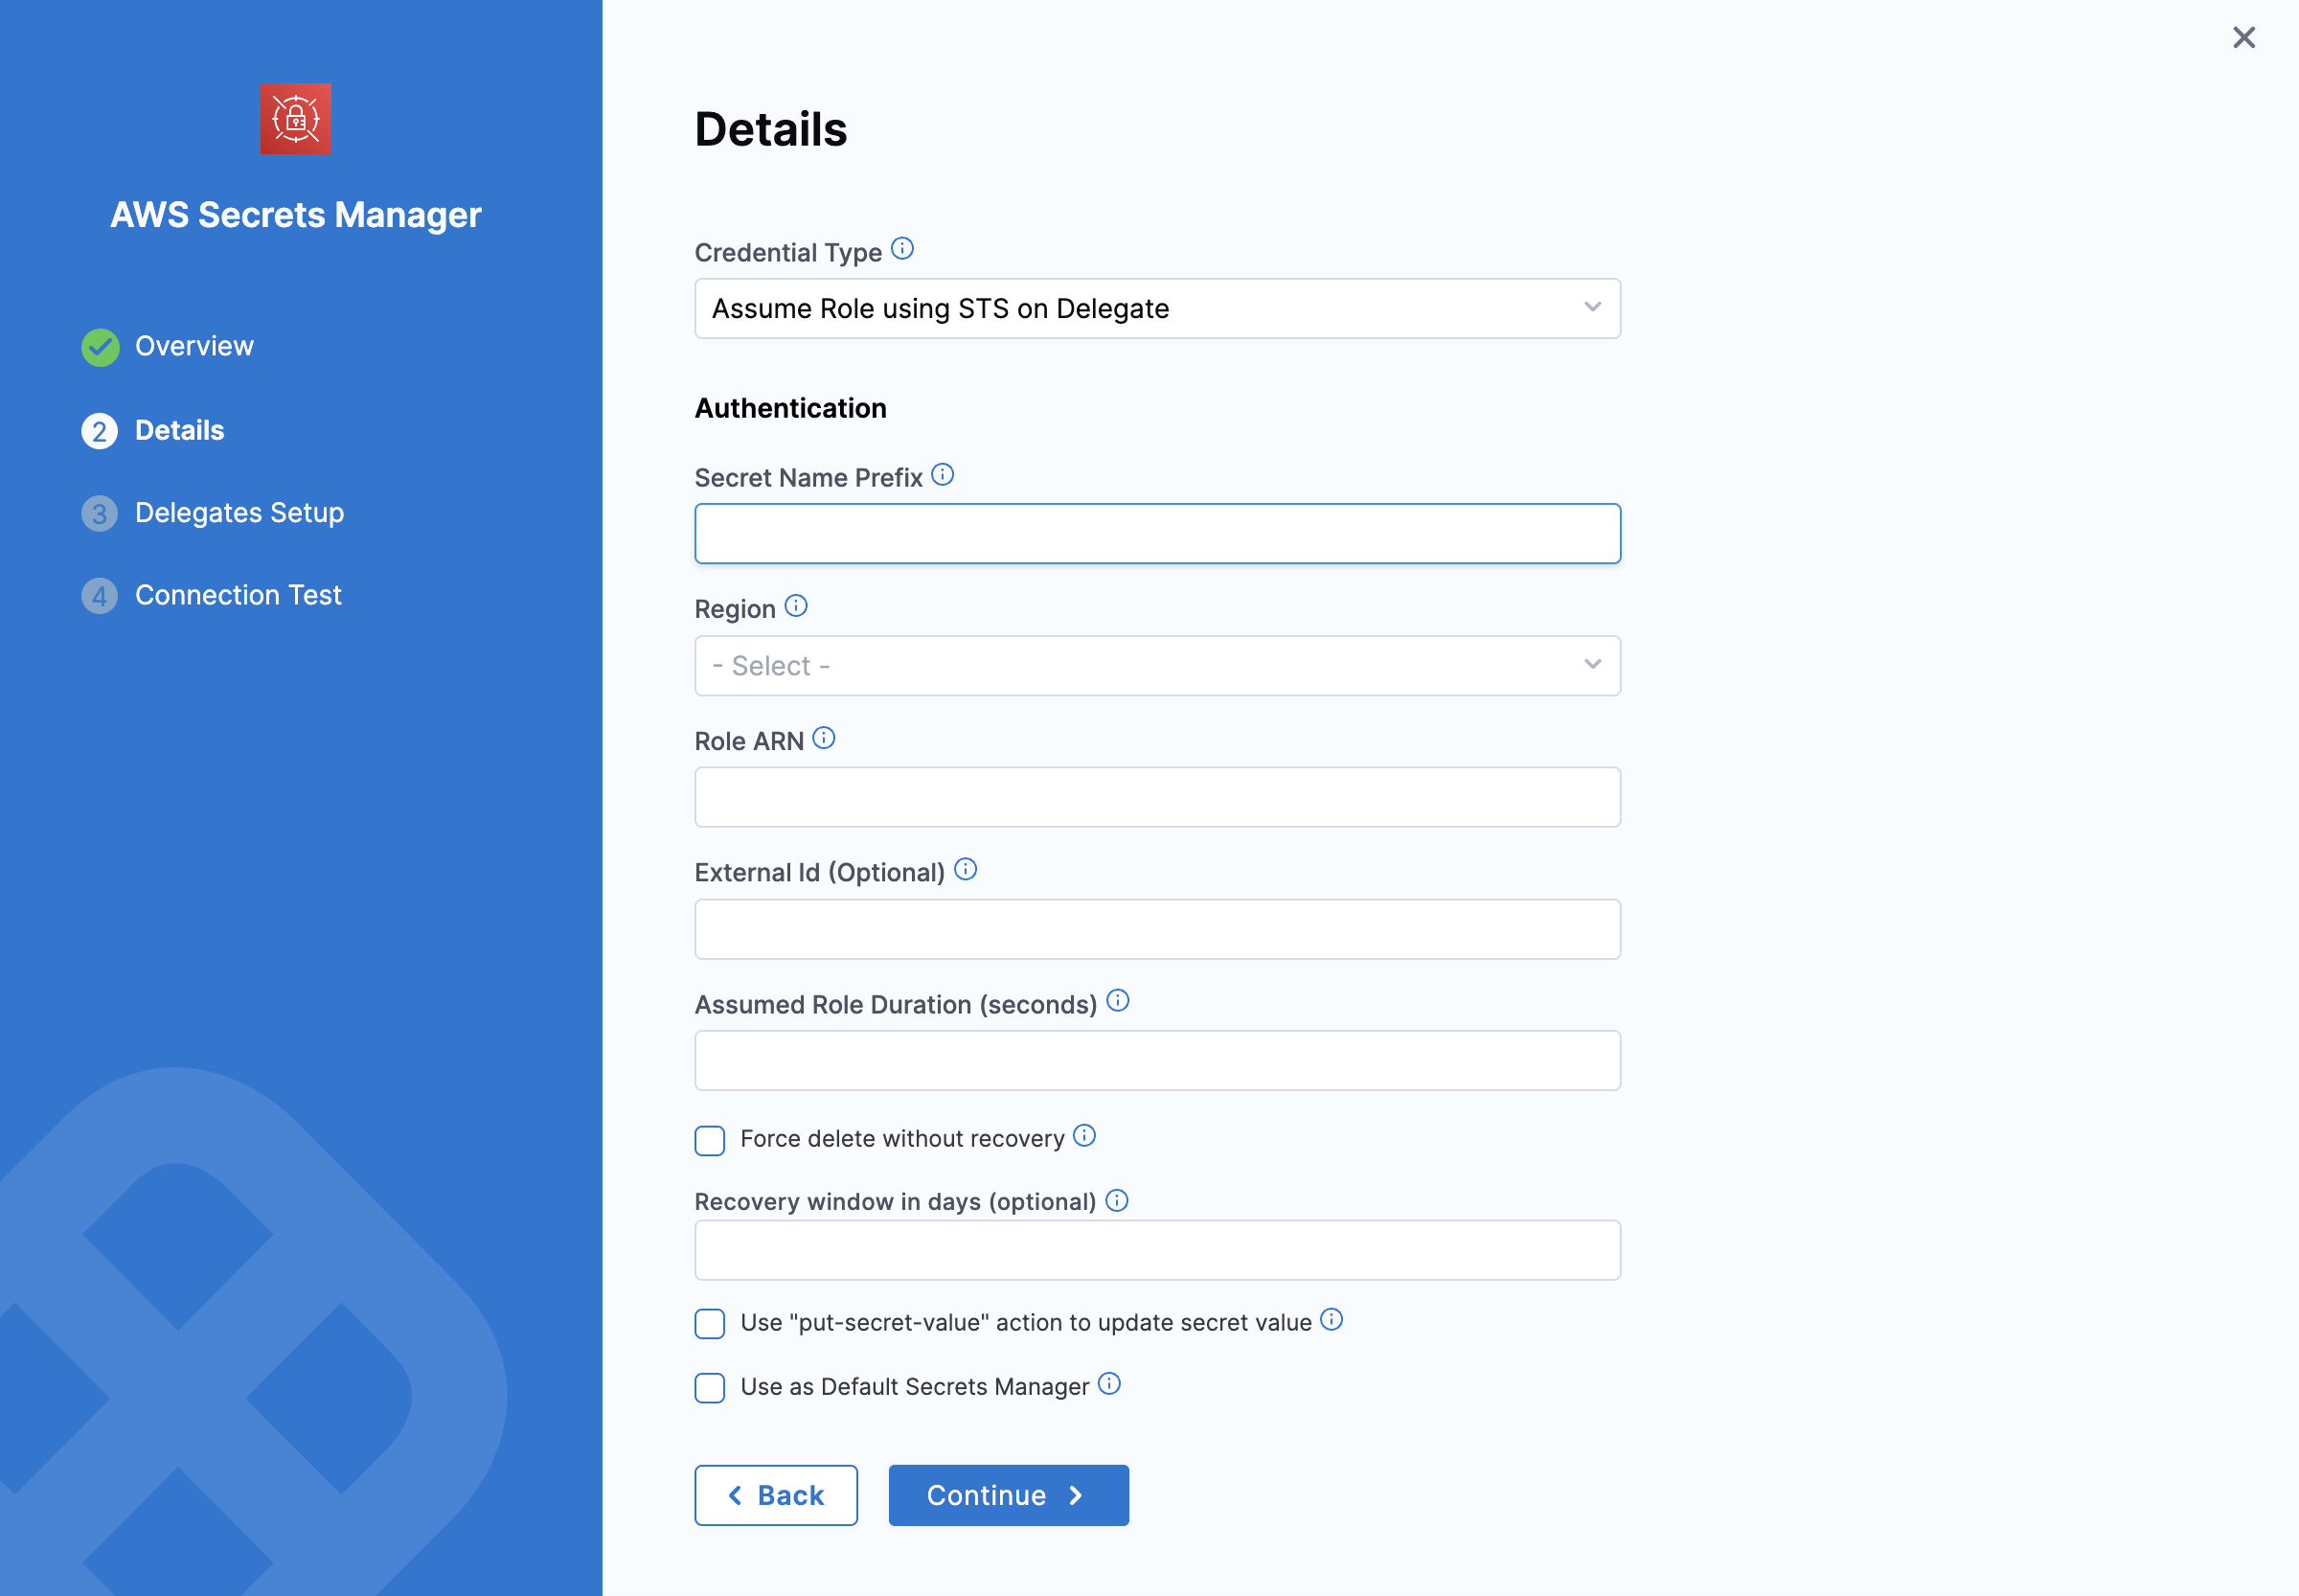 AWS Secrets Manager
Overview
2 Details
3 Delegates Setup
4 Connection Test
Details
Credential Type
Assume Role using STS on Delegate
Authentication
Secret Name Prefix
Region
- Select -
Role ARN
External Id (Optional)
Assumed Role Duration (seconds)
Force delete without recovery
Recovery window in days (optional)
Use "put-secret-value" action to update secret value
Use as Default Secrets Manager
Back
Continue